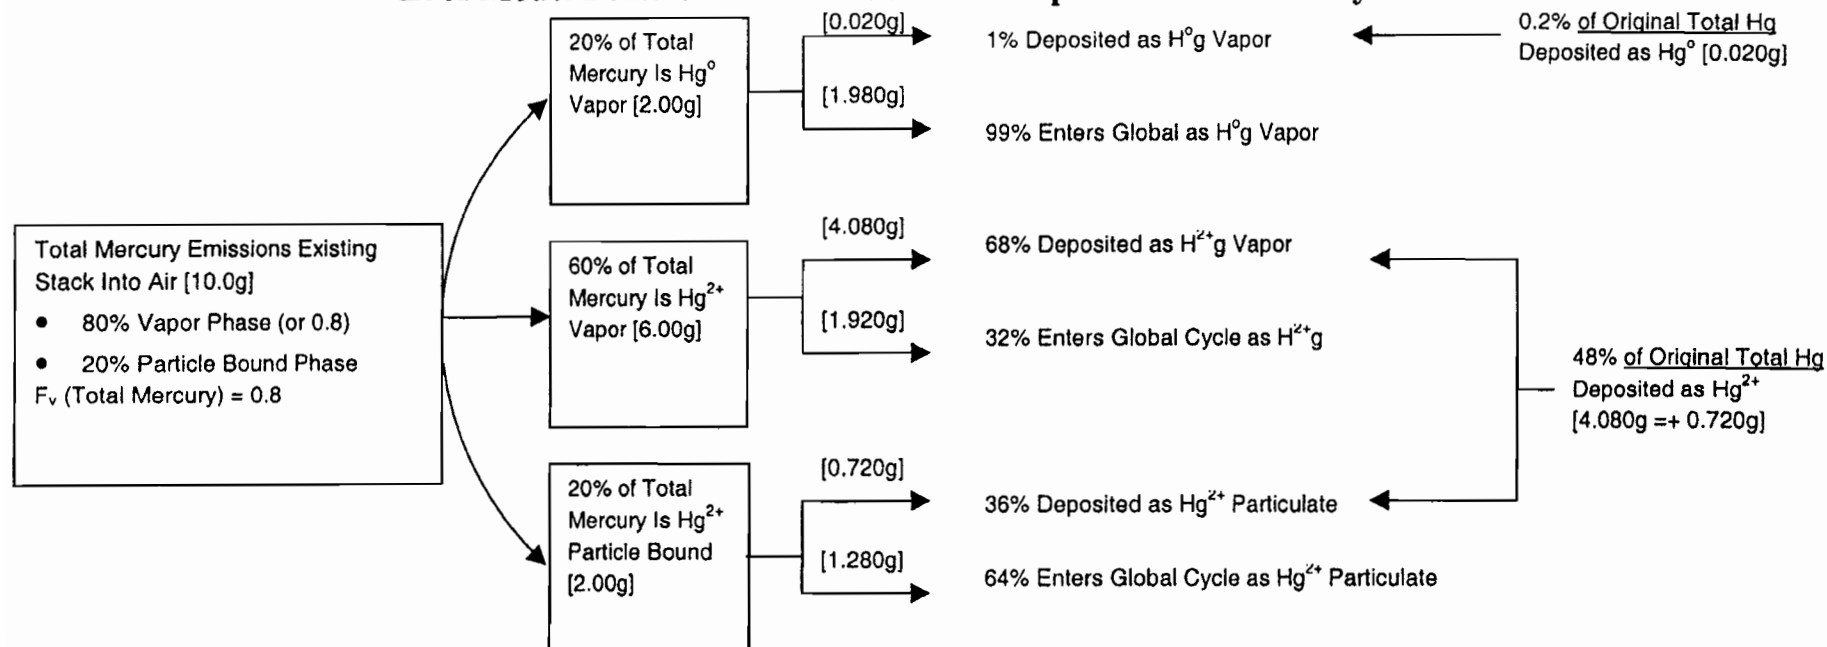 20% of Total
Mercury Is Hg⁰
Vapor [2.00g]
[0.020g]
1% Deposited as H⁰g Vapor
0.2% of Original Total Hg
Deposited as Hg⁰ [0.020g]
[1.980g]
99% Enters Global as H⁰g Vapor
Total Mercury Emissions Existing
Stack Into Air [10.0g]
• 80% Vapor Phase (or 0.8)
• 20% Particle Bound Phase
Fᵥ (Total Mercury) = 0.8
60% of Total
Mercury Is Hg²⁺
Vapor [6.00g]
[4.080g]
68% Deposited as H²⁺g Vapor
[1.920g]
32% Enters Global Cycle as H²⁺g
48% of Original Total Hg
Deposited as Hg²⁺
[4.080g =+ 0.720g]
20% of Total
Mercury Is Hg²⁺
Particle Bound
[2.00g]
[0.720g]
36% Deposited as Hg²⁺ Particulate
[1.280g]
64% Enters Global Cycle as Hg²⁺ Particulate